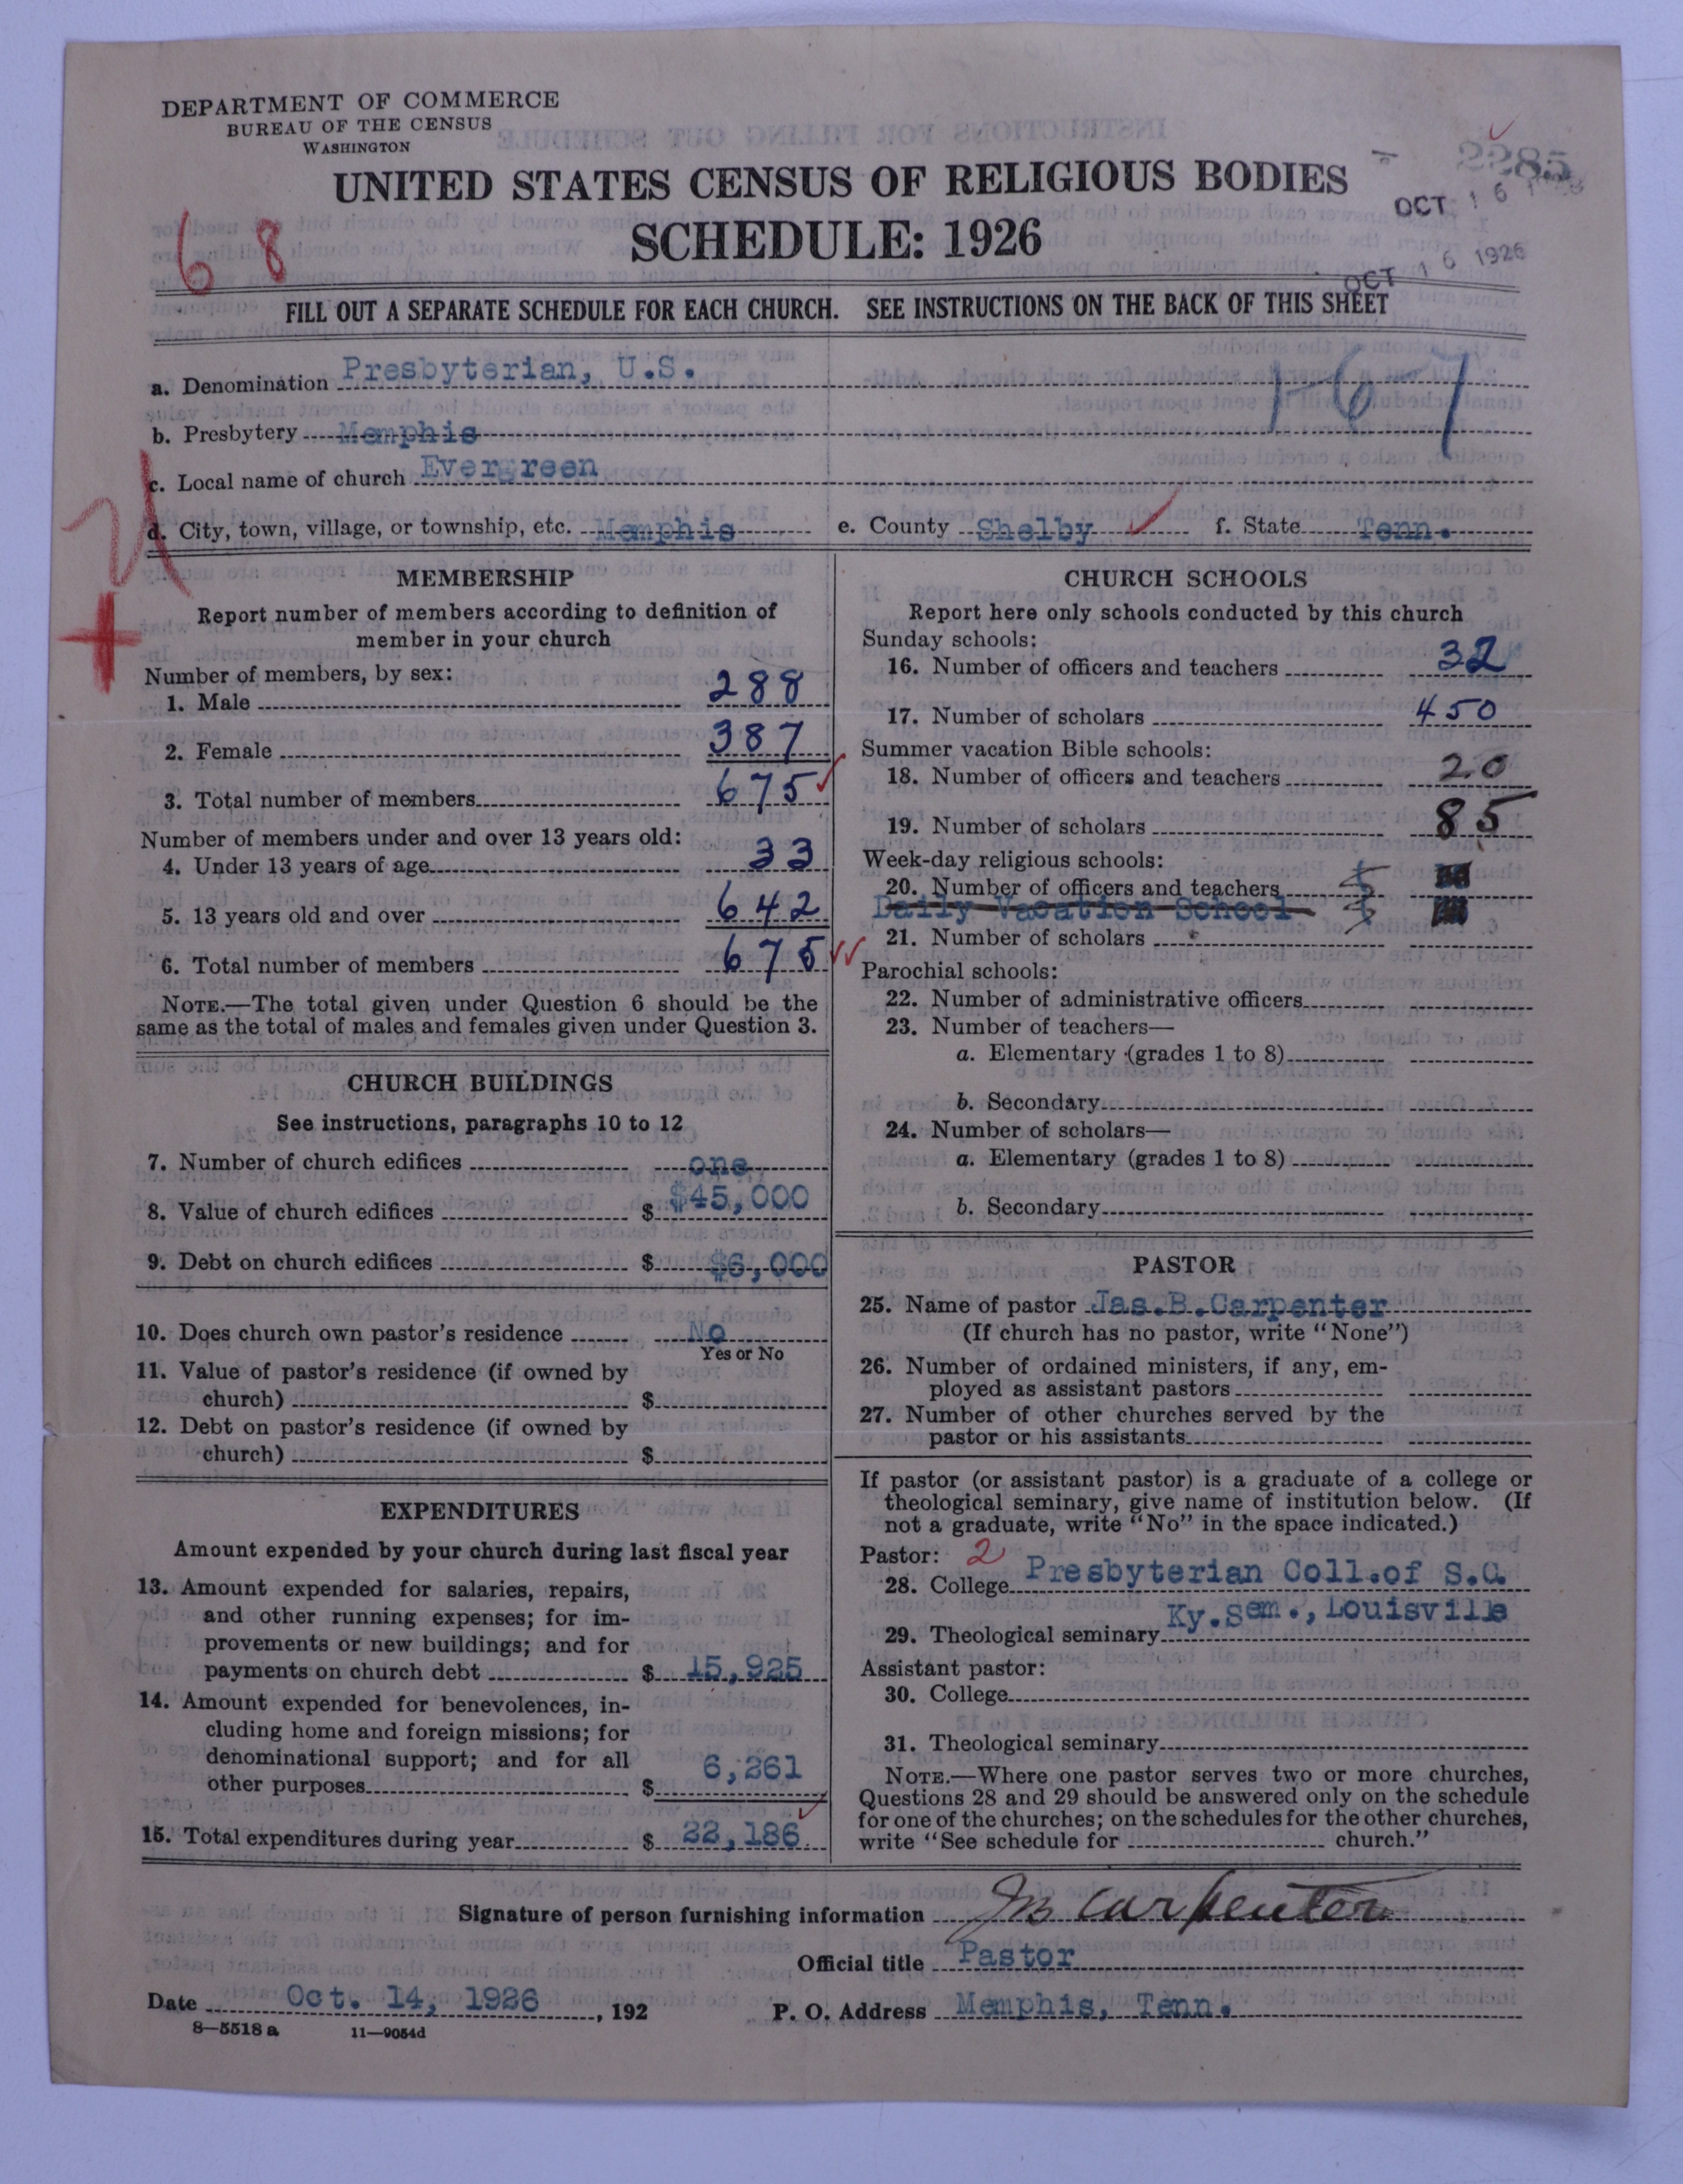 DEPARTMENT OF COMMERCE
BUREAU OF THE CENSUS
WASHINGTON
2285
UNITED STATES CENSUS OF RELIGIOUS BODIES
OCT 16
SCHEDULE: 1926
6 8
OCT 16 1926
FILL OUT A SEPARATE SCHEDULE FOR EACH CHURCH. SEE INSTRUCTIONS ON THE BACK OF THIS SHEET
a. Denomination Presbyterian, U.S.
1-67
b. Presbytery Memphis
c. Local name of church Evergreen
d. City, town, village, or township, etc. Memphis e. County Shelby f. State Tenn.
MEMBERSHIP
Report number of members according to definition of
member in your church
Number of members, by sex:
1. Male 288
2. Female 387
3. Total number of members 675
Number of members under and over 13 years old:
4. Under 13 years of age 33
5. 13 years old and over 642
6. Total number of members 675
NOTE.—The total given under Question 6 should be the
same as the total of males and females given under Question 3.
CHURCH BUILDINGS
See instructions, paragraphs 10 to 12
7. Number of church edifices one
8. Value of church edifices $ $45,000
9. Debt on church edifices $ $6,000
10. Does church own pastor's residence No
Yes or No
11. Value of pastor's residence (if owned by
church) $
12. Debt on pastor's residence (if owned by
church) $
EXPENDITURES
Amount expended by your church during last fiscal year
13. Amount expended for salaries, repairs,
and other running expenses; for im-
provements or new buildings; and for
payments on church debt $ 15,925
14. Amount expended for benevolences, in-
cluding home and foreign missions; for
denominational support; and for all
other purposes $ 6,261
15. Total expenditures during year $ 22,186
CHURCH SCHOOLS
Report here only schools conducted by this church
Sunday schools:
16. Number of officers and teachers 32
17. Number of scholars 450
Summer vacation Bible schools:
18. Number of officers and teachers 20
19. Number of scholars 85
Week-day religious schools:
20. Number of officers and teachers
Daily Vacation School
21. Number of scholars
Parochial schools:
22. Number of administrative officers
23. Number of teachers—
a. Elementary (grades 1 to 8)
b. Secondary
24. Number of scholars—
a. Elementary (grades 1 to 8)
b. Secondary
PASTOR
25. Name of pastor Jas.B.Carpenter
(If church has no pastor, write "None")
26. Number of ordained ministers, if any, em-
ployed as assistant pastors
27. Number of other churches served by the
pastor or his assistants
If pastor (or assistant pastor) is a graduate of a college or
theological seminary, give name of institution below. (If
not a graduate, write "No" in the space indicated.)
Pastor: 2
28. College Presbyterian Coll.of S.C.
29. Theological seminary Ky.Sem., Louisville
Assistant pastor:
30. College
31. Theological seminary
NOTE.—Where one pastor serves two or more churches,
Questions 28 and 29 should be answered only on the schedule
for one of the churches; on the schedules for the other churches,
write "See schedule for church."
Signature of person furnishing information JB Carpenter
Official title Pastor
Date Oct. 14, 1926, 192 P. O. Address Memphis, Tenn.
8—5518 a 11—9054d